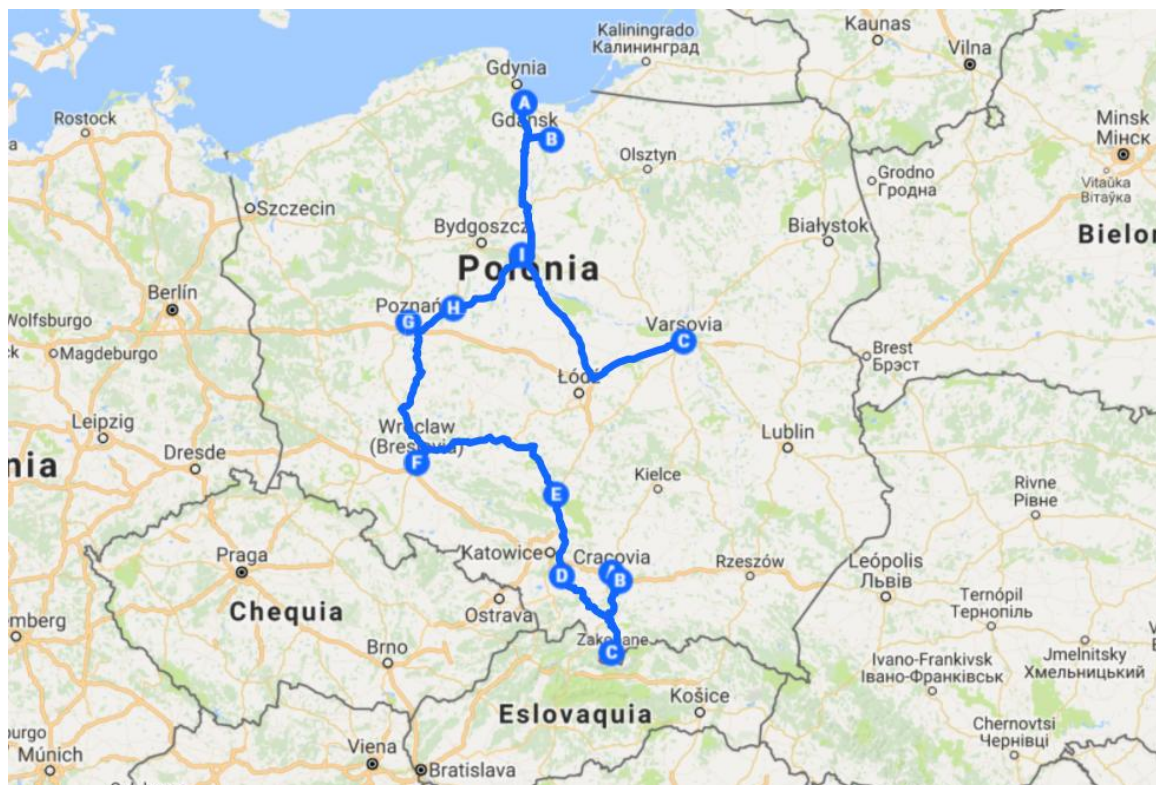 Kaliningrado
Калининград
Kaunas
Vilna
Gdynia
A
Gdańsk
B
Rostock
Minsk
Мінск
Olsztyn
Grodno
Гродна
Vitaŭka
Вітаўка
Szczecin
Białystok
Bydgoszcz
Bielor
I
Polonia
Berlín
Wolfsburgo
Poznań
H
G
Varsovia
C
Magdeburgo
Brest
Брэст
Łódź
Leipzig
Wroclaw
(Breslavia)
Lublin
Dresde
F
nia
Kielce
E
Rivne
Рівне
Praga
Katowice
Cracovia
B
D
Rzeszów
Leópolis
Львів
Chequia
Ostrava
Ternópil
Тернопіль
emberg
Brno
Zakopane
C
Ivano-Frankivsk
Івано-Франківськ
Jmelnitsky
Хмельницький
Košice
Eslovaquia
Chernovtsi
Чернівці
burgo
Múnich
Viena
Bratislava